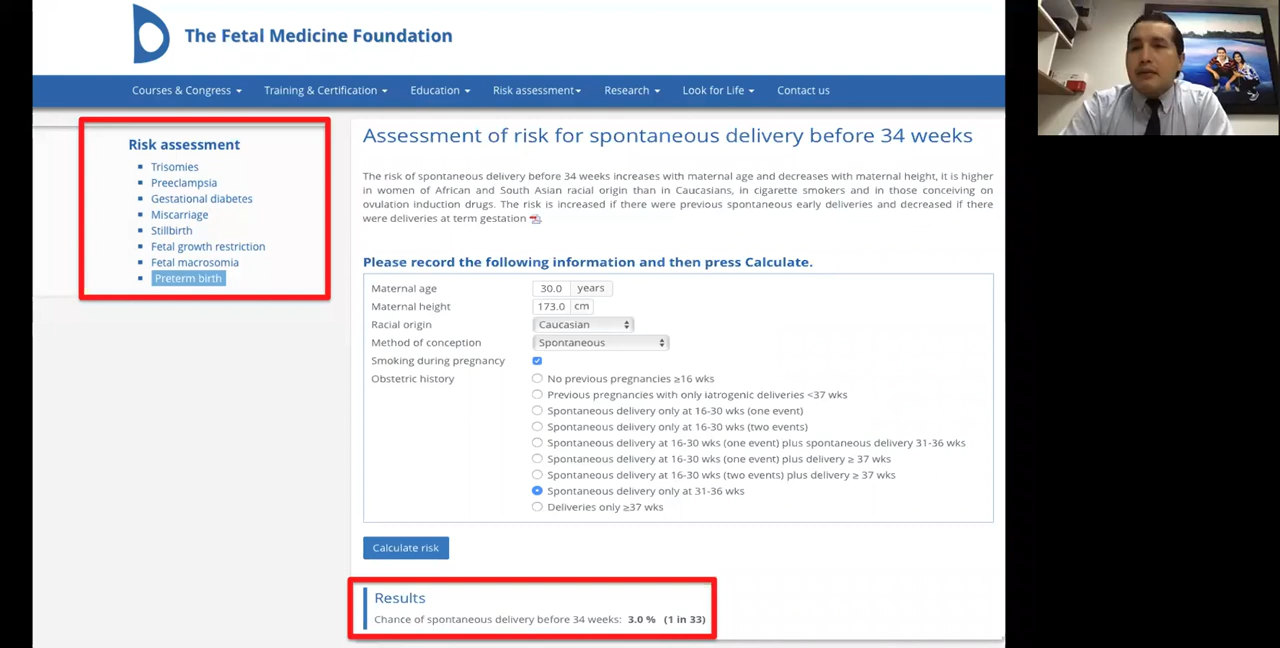 The Fetal Medicine Foundation
Courses & Congress
Training & Certification
Education
Risk assessment
Research
Look for Life
Contact us
Risk assessment
Trisomies
Preeclampsia
Gestational diabetes
Miscarriage
Stillbirth
Fetal growth restriction
Fetal macrosomia
Preterm birth
Assessment of risk for spontaneous delivery before 34 weeks
The risk of spontaneous delivery before 34 weeks increases with maternal age and decreases with maternal height, it is higher
in women of African and South Asian racial origin than in Caucasians, in cigarette smokers and in those conceiving on
ovulation induction drugs. The risk is increased if there were previous spontaneous early deliveries and decreased if there
were deliveries at term gestation
Please record the following information and then press Calculate.
Maternal age 30.0 years
Maternal height 173.0 cm
Racial origin Caucasian
Method of conception Spontaneous
Smoking during pregnancy
Obstetric history
No previous pregnancies ≥16 wks
Previous pregnancies with only iatrogenic deliveries <37 wks
Spontaneous delivery only at 16-30 wks (one event)
Spontaneous delivery only at 16-30 wks (two events)
Spontaneous delivery at 16-30 wks (one event) plus spontaneous delivery 31-36 wks
Spontaneous delivery at 16-30 wks (one event) plus delivery ≥ 37 wks
Spontaneous delivery at 16-30 wks (two events) plus delivery ≥ 37 wks
Spontaneous delivery only at 31-36 wks
Deliveries only ≥37 wks
Calculate risk
Results
Chance of spontaneous delivery before 34 weeks: 3.0 % (1 in 33)